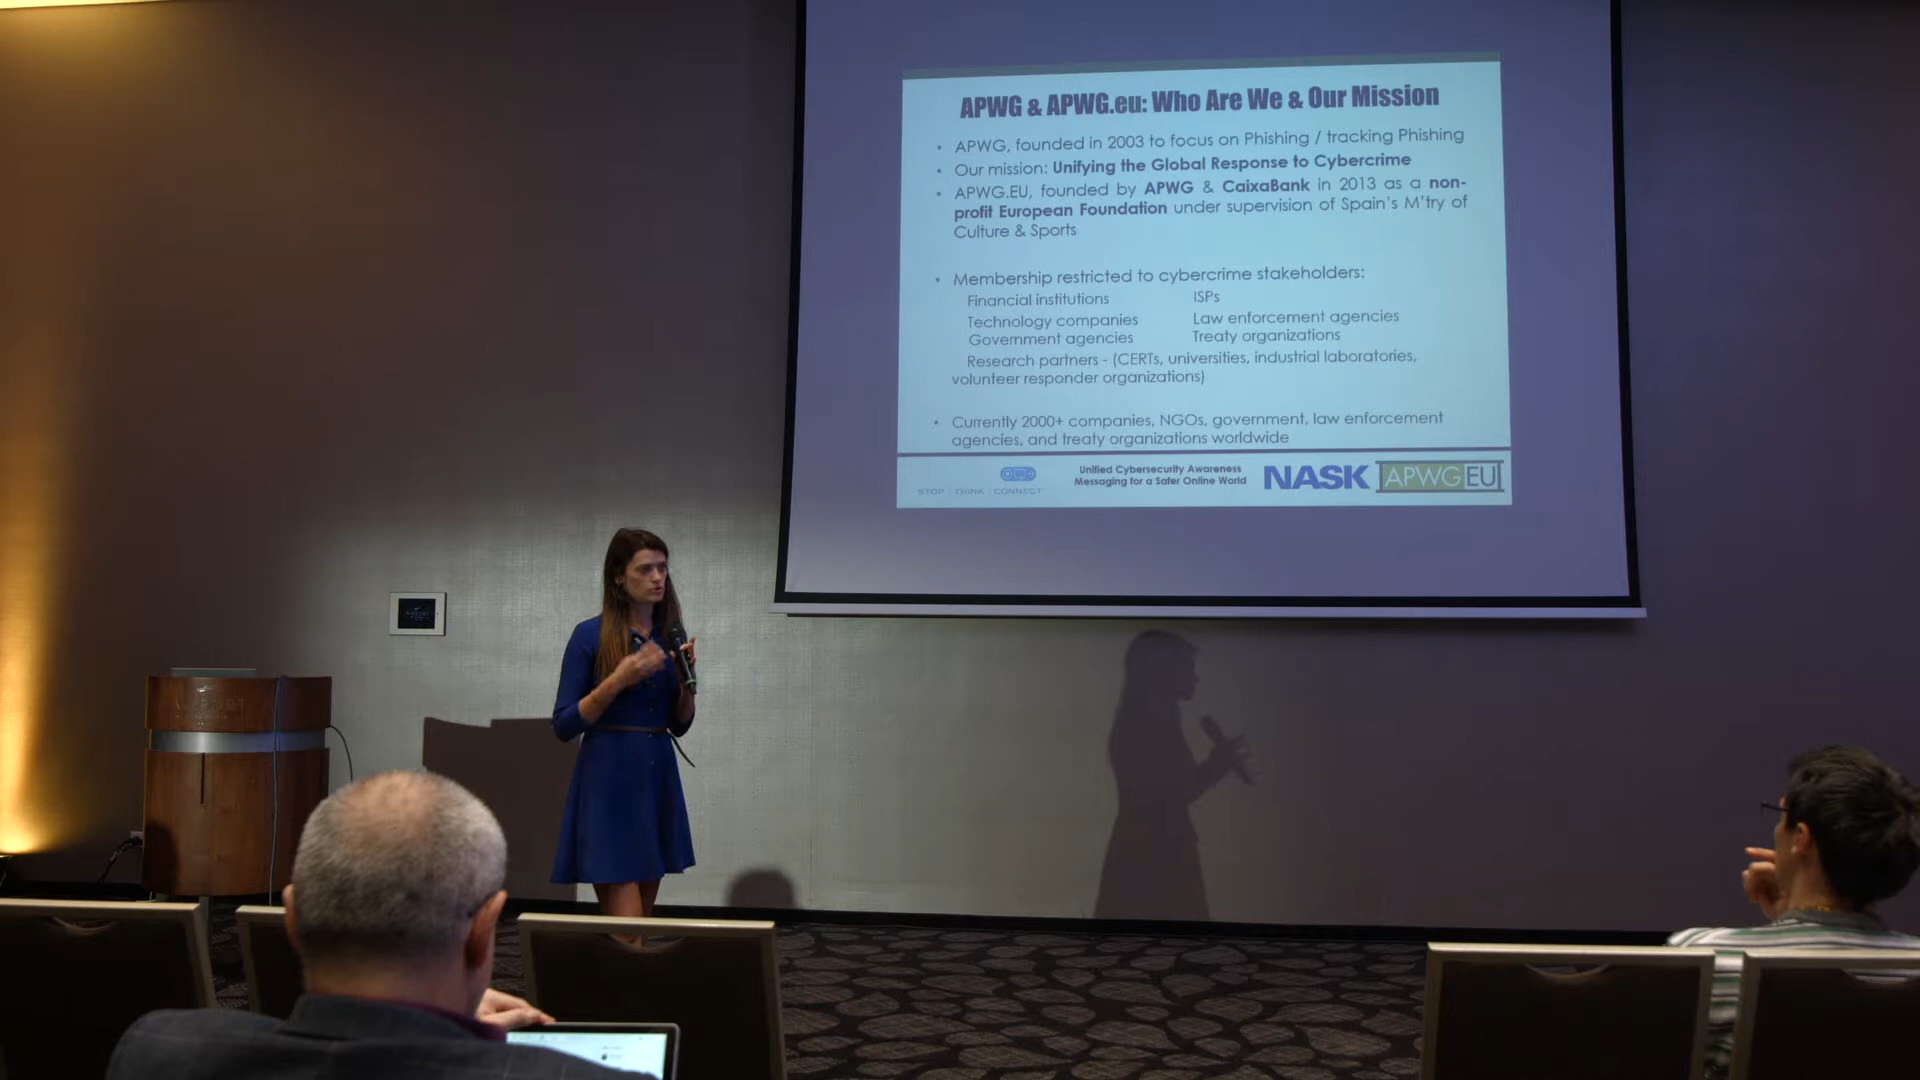 APWG & APWG.eu: Who Are We & Our Mission
• APWG, founded in 2003 to focus on Phishing / tracking Phishing
• Our mission: Unifying the Global Response to Cybercrime
• APWG.EU, founded by APWG & CaixaBank in 2013 as a non-
profit European Foundation under supervision of Spain's M'try of
Culture & Sports
• Membership restricted to cybercrime stakeholders:
Financial institutions ISPs
Technology companies Law enforcement agencies
Government agencies Treaty organizations
Research partners - (CERTs, universities, industrial laboratories,
volunteer responder organizations)
• Currently 2000+ companies, NGOs, government, law enforcement
agencies, and treaty organizations worldwide
STOP | THINK | CONNECT
Unified Cybersecurity Awareness
Messaging for a Safer Online World
NASK
APWG EU